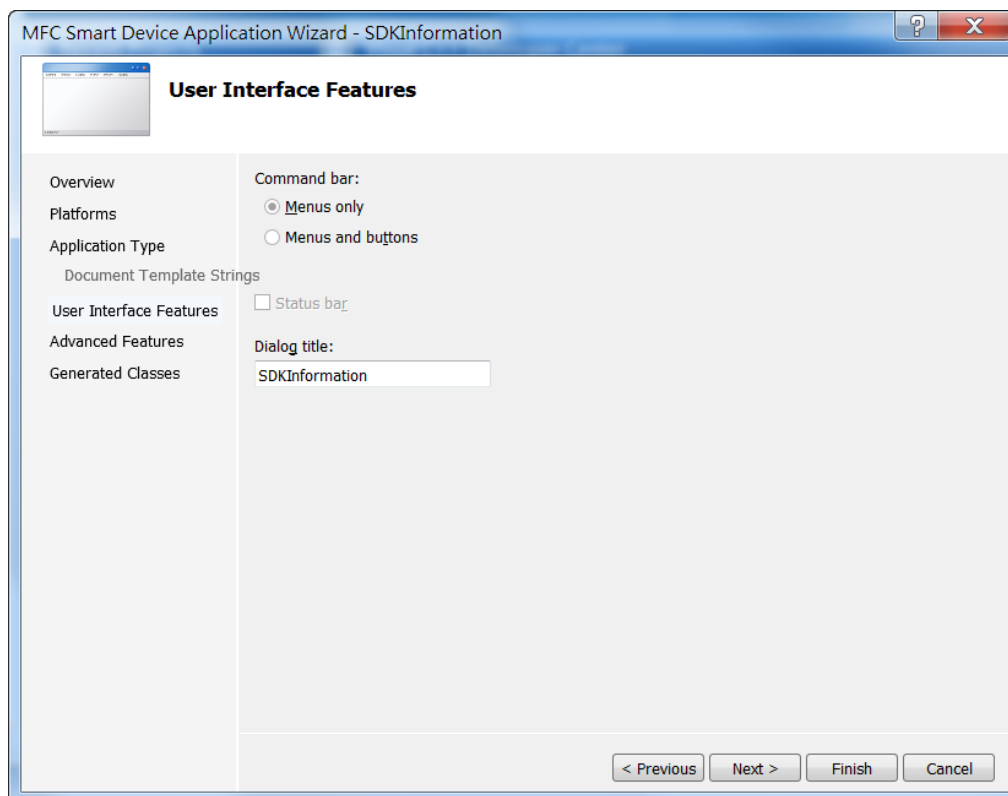 MFC Smart Device Application Wizard - SDKInformation
User Interface Features
Overview
Platforms
Application Type
Document Template Strings
User Interface Features
Advanced Features
Generated Classes
Command bar:
Menus only
Menus and buttons
Status bar
Dialog title:
SDKInformation
< Previous
Next >
Finish
Cancel